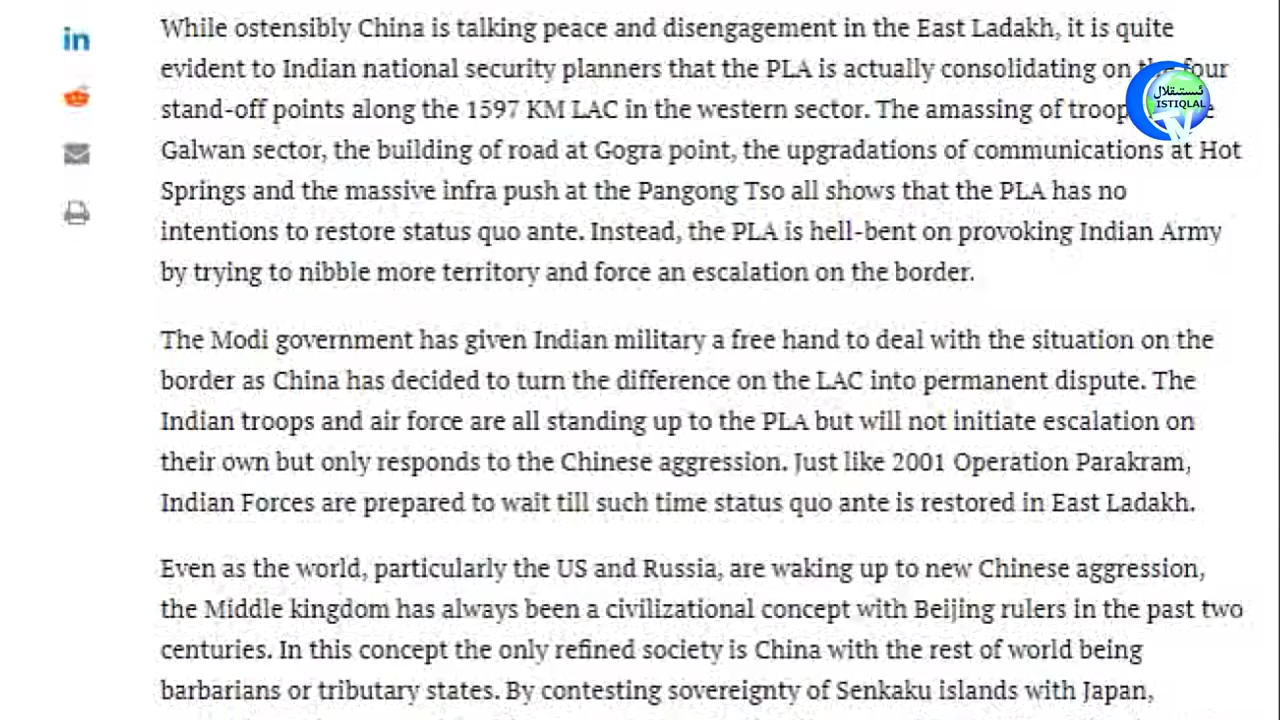 While ostensibly China is talking peace and disengagement in the East Ladakh, it is quite
evident to Indian national security planners that the PLA is actually consolidating on the four
stand-off points along the 1597 KM LAC in the western sector. The amassing of troop
Galwan sector, the building of road at Gogra point, the upgradations of communications at Hot
Springs and the massive infra push at the Pangong Tso all shows that the PLA has no
intentions to restore status quo ante. Instead, the PLA is hell-bent on provoking Indian Army
by trying to nibble more territory and force an escalation on the border.
The Modi government has given Indian military a free hand to deal with the situation on the
border as China has decided to turn the difference on the LAC into permanent dispute. The
Indian troops and air force are all standing up to the PLA but will not initiate escalation on
their own but only responds to the Chinese aggression. Just like 2001 Operation Parakram,
Indian Forces are prepared to wait till such time status quo ante is restored in East Ladakh.
Even as the world, particularly the US and Russia, are waking up to new Chinese aggression,
the Middle kingdom has always been a civilizational concept with Beijing rulers in the past two
centuries. In this concept the only refined society is China with the rest of world being
barbarians or tributary states. By contesting sovereignty of Senkaku islands with Japan,
in
ئىستىقلال
ISTIQLAL
TV